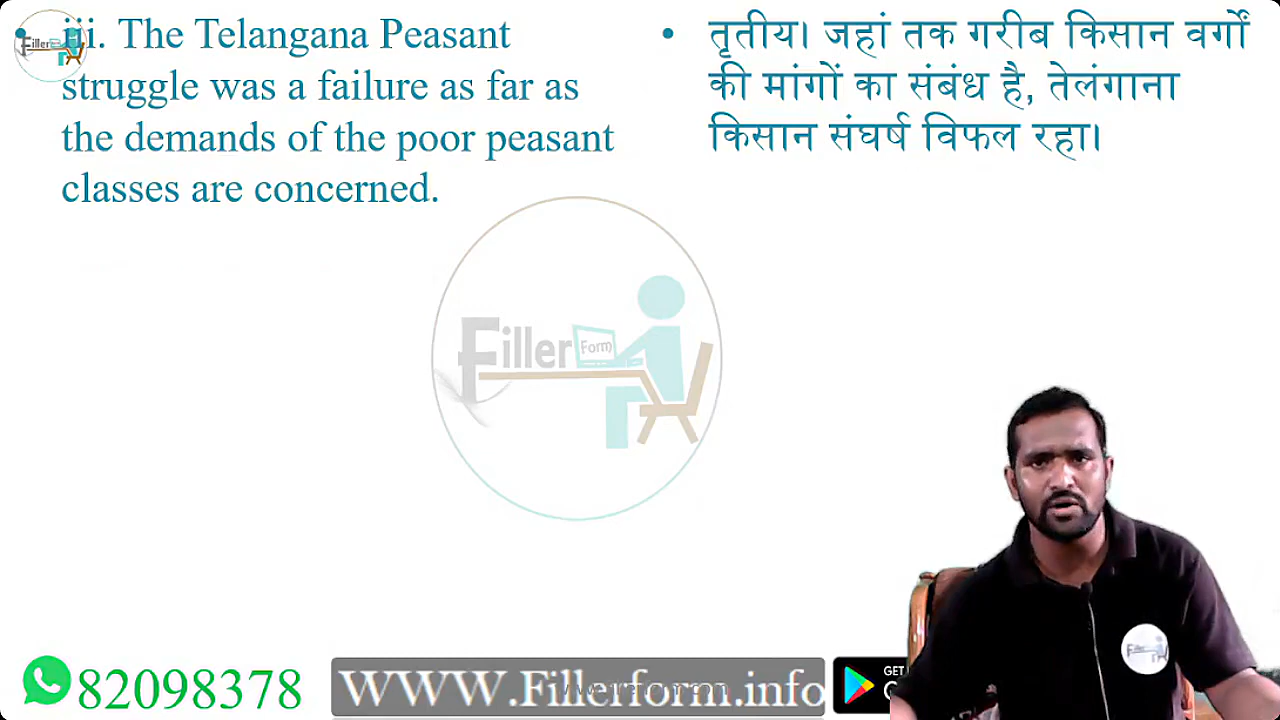 iii. The Telangana Peasant
struggle was a failure as far as
the demands of the poor peasant
classes are concerned.
तृतीय। जहां तक गरीब किसान वर्गों
की मांगों का संबंध है, तेलंगाना
किसान संघर्ष विफल रहा।
Filler Form
82098378
WWW.Fillerform.info
GET